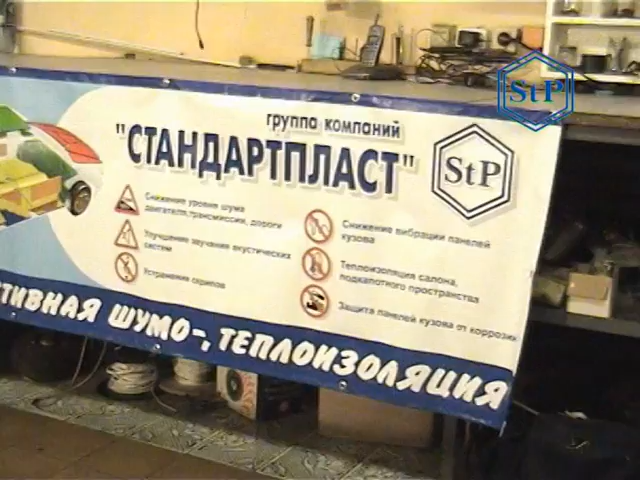 группа компаний
"СТАНДАРТПЛАСТ"
StP
StP
Снижение уровня шума
двигателя, трансмиссии, дороги
Улучшение звучания акустических
систем
Устранение скрипов
Снижение вибрации панелей
кузова
Теплоизоляция салона,
подкапотного пространства
Защита панелей кузова от коррозии
ТИВНАЯ ШУМО-, ТЕПЛОИЗОЛЯЦИЯ